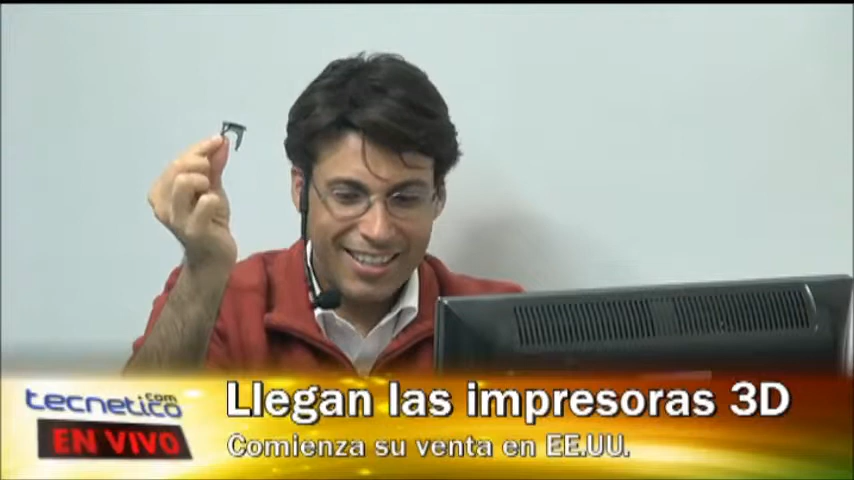 Llegan las impresoras 3D
tecnetico.com
EN VIVO
Comienza su venta en EE.UU.